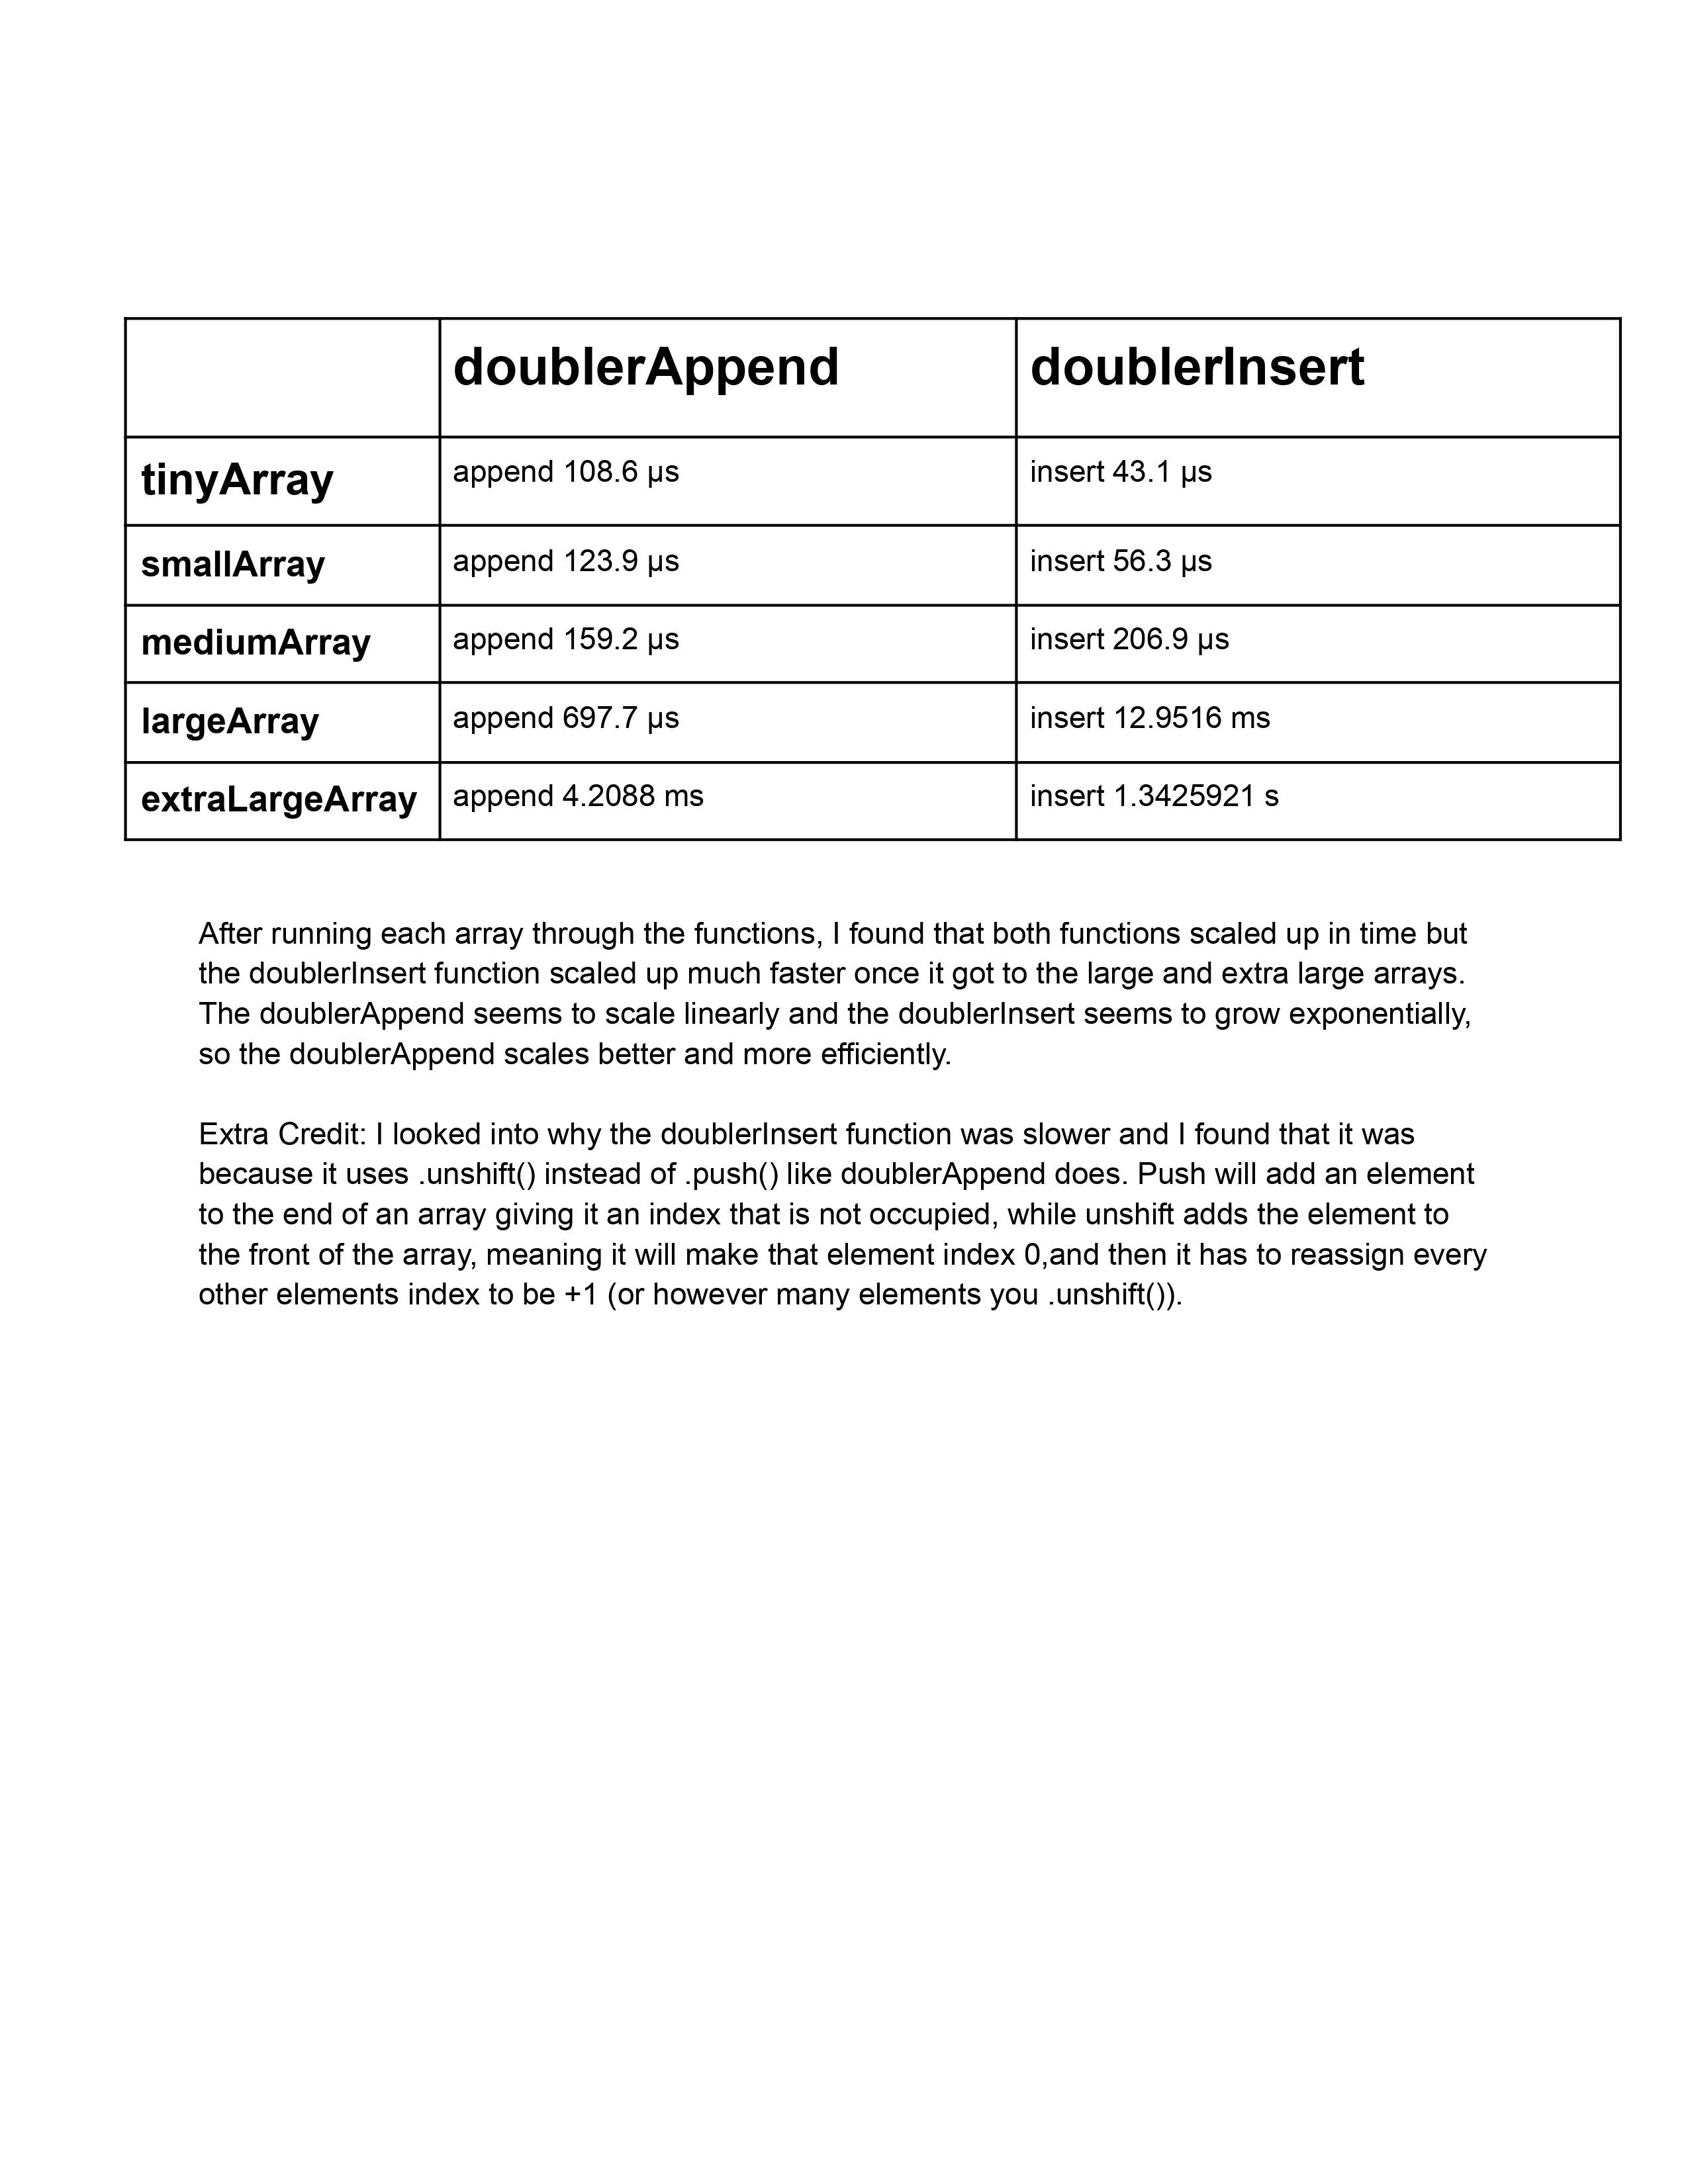 doublerAppend doublerInsert
tinyArray append 108.6 μs insert 43.1 μs
smallArray append 123.9 μs insert 56.3 μs
mediumArray append 159.2 μs insert 206.9 μs
largeArray append 697.7 μs insert 12.9516 ms
extraLargeArray append 4.2088 ms insert 1.3425921 s
After running each array through the functions, I found that both functions scaled up in time but
the doublerInsert function scaled up much faster once it got to the large and extra large arrays.
The doublerAppend seems to scale linearly and the doublerInsert seems to grow exponentially,
so the doublerAppend scales better and more efficiently.
Extra Credit: I looked into why the doublerInsert function was slower and I found that it was
because it uses .unshift() instead of .push() like doublerAppend does. Push will add an element
to the end of an array giving it an index that is not occupied, while unshift adds the element to
the front of the array, meaning it will make that element index 0,and then it has to reassign every
other elements index to be +1 (or however many elements you .unshift()).